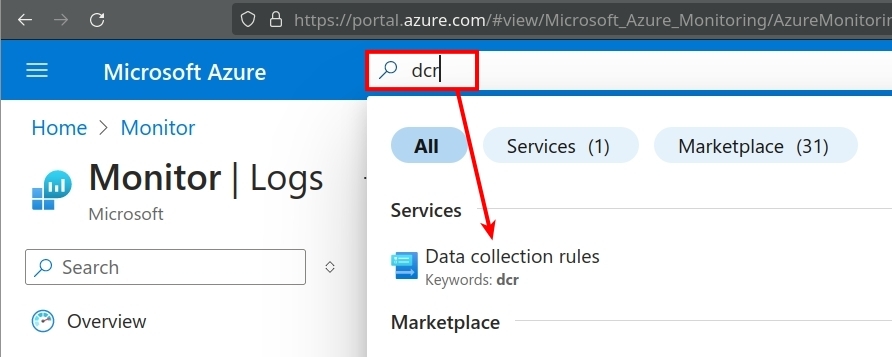 https://portal.azure.com/#view/Microsoft_Azure_Monitoring/AzureMonitorin
Microsoft Azure
dcr
Home > Monitor
Monitor | Logs
Microsoft
Search
Overview
All
Services (1)
Marketplace (31)
Services
Data collection rules
Keywords: dcr
Marketplace